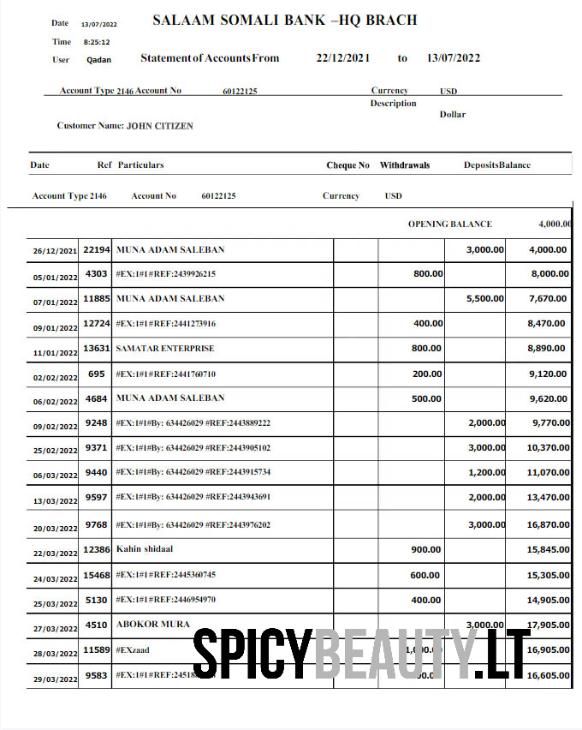 Date 13/07/2022 SALAAM SOMALI BANK –HQ BRACH
Time 8:25:12
User Qadan Statement of Accounts From 22/12/2021 to 13/07/2022
Account Type 2146 Account No 60122125 Currency USD
Description
Dollar
Customer Name: JOHN CITIZEN
Date Ref Particulars Cheque No Withdrawals DepositsBalance
Account Type 2146 Account No 60122125 Currency USD
OPENING BALANCE 4,000.00
26/12/2021 22194 MUNA ADAM SALEBAN 3,000.00 4,000.00
05/01/2022 4303 #EX:1#1#REF:2439926215 800.00 8,000.00
07/01/2022 11885 MUNA ADAM SALEBAN 5,500.00 7,670.00
09/01/2022 12724 #EX:1#1#REF:2441273916 400.00 8,470.00
11/01/2022 13631 SAMATAR ENTERPRISE 800.00 8,890.00
02/02/2022 695 #EX:1#1#REF:2441760710 200.00 9,120.00
06/02/2022 4684 MUNA ADAM SALEBAN 500.00 9,620.00
09/02/2022 9248 #EX:1#1#By: 634426029 #REF:2443889222 2,000.00 9,770.00
25/02/2022 9371 #EX:1#1#By: 634426029 #REF:2443905102 3,000.00 10,370.00
06/03/2022 9440 #EX:1#1#By: 634426029 #REF:2443915734 1,200.00 11,070.00
13/03/2022 9597 #EX:1#1#By: 634426029 #REF:2443943691 2,000.00 13,470.00
20/03/2022 9768 #EX:1#1#By: 634426029 #REF:2443976202 3,000.00 16,870.00
22/03/2022 12386 Kahin shidaal 900.00 15,845.00
24/03/2022 15468 #EX:1#1#REF:2445360745 600.00 15,305.00
25/03/2022 5130 #EX:1#1#REF:2446954970 400.00 14,905.00
27/03/2022 4510 ABOKOR MURA 3,000.00 17,905.00
28/03/2022 11589 #EXzaad 16,905.00
29/03/2022 9583 16,605.00
SPICYBEAUTY.LT